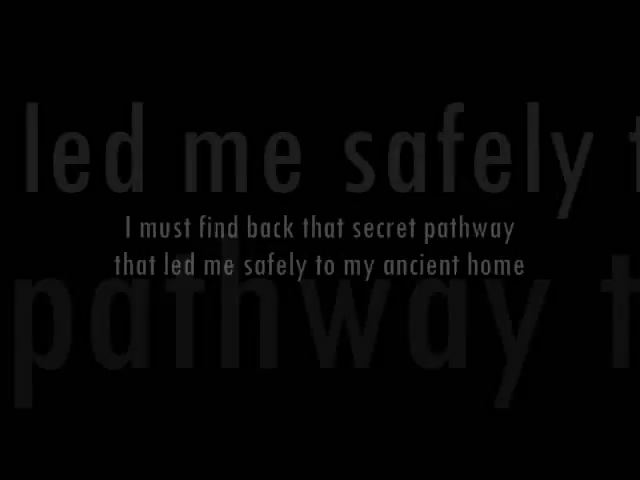 led me safely t
I must find back that secret pathway
that led me safely to my ancient home
pathway t